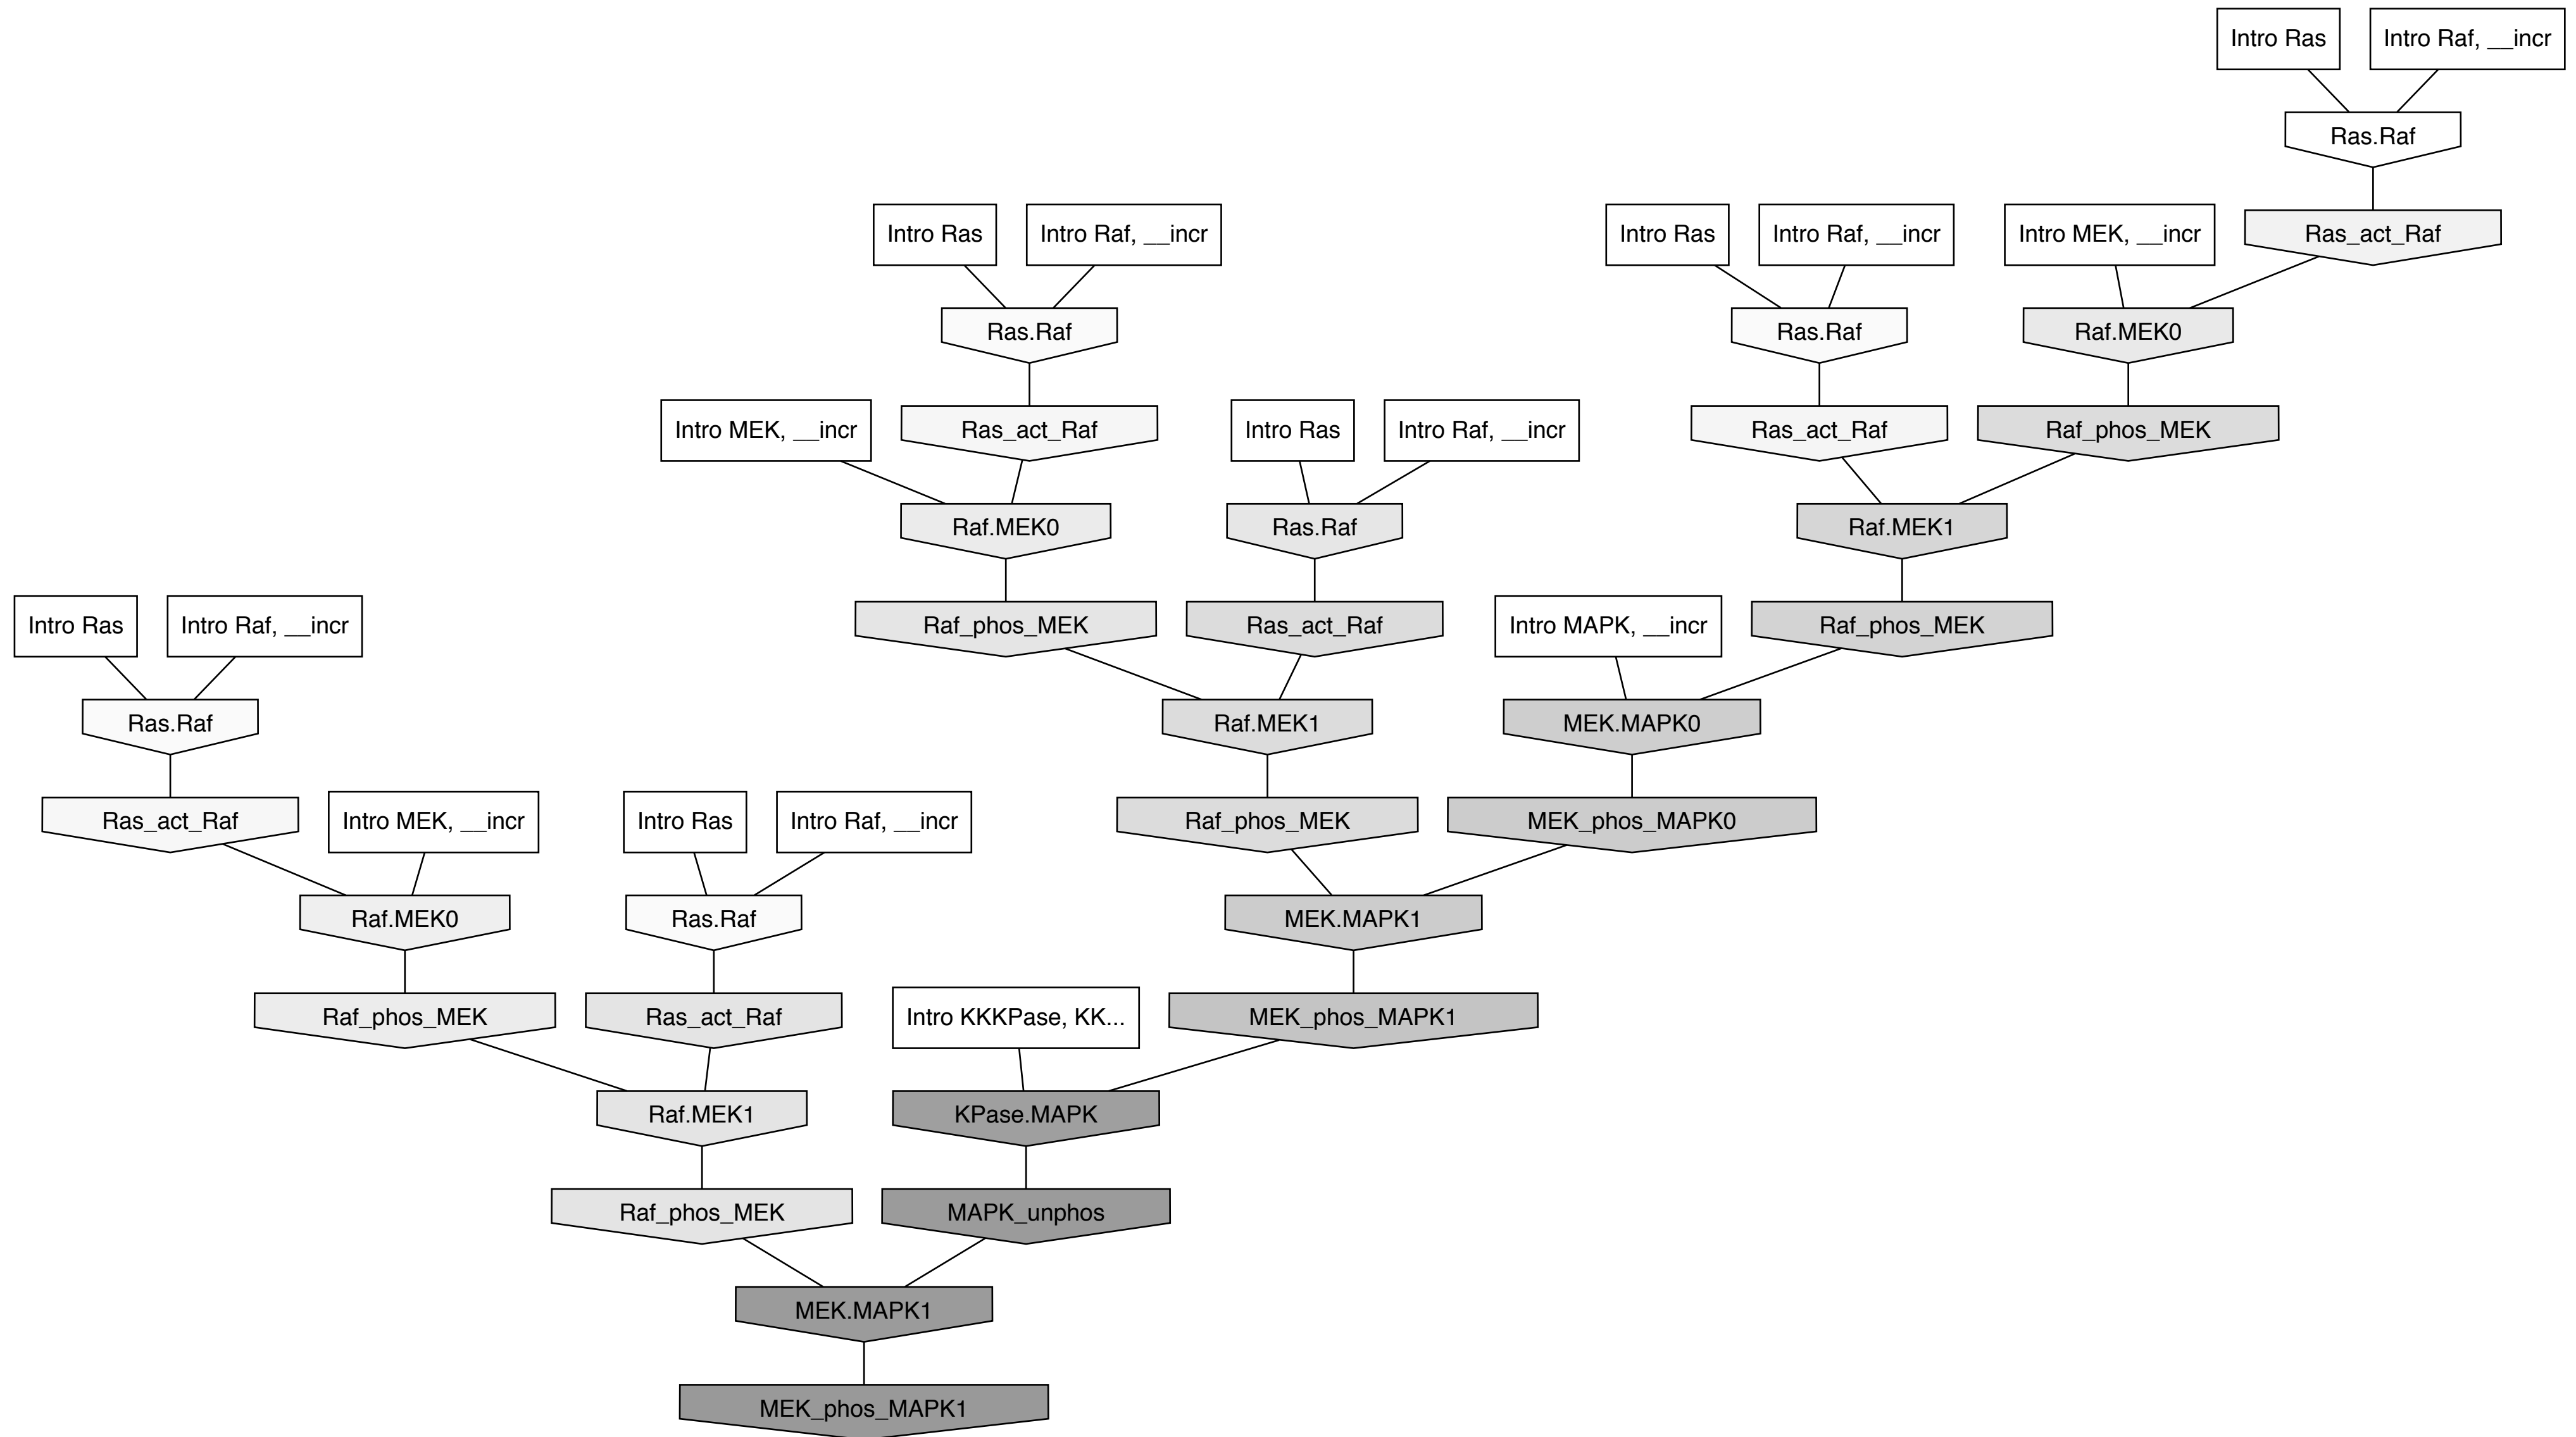 Intro Ras
Intro Raf, __incr
Ras.Raf
Intro Ras
Intro Raf, __incr
Intro Ras
Intro Raf, __incr
Intro MEK, __incr
Ras_act_Raf
Ras.Raf
Ras.Raf
Raf.MEK0
Intro MEK, __incr
Ras_act_Raf
Intro Ras
Intro Raf, __incr
Ras_act_Raf
Raf_phos_MEK
Raf.MEK0
Ras.Raf
Raf.MEK1
Intro Ras
Intro Raf, __incr
Raf_phos_MEK
Ras_act_Raf
Intro MAPK, __incr
Raf_phos_MEK
Ras.Raf
Raf.MEK1
MEK.MAPK0
Ras_act_Raf
Intro MEK, __incr
Intro Ras
Intro Raf, __incr
Raf_phos_MEK
MEK_phos_MAPK0
Raf.MEK0
Ras.Raf
MEK.MAPK1
Raf_phos_MEK
Ras_act_Raf
Intro KKKPase, KK...
MEK_phos_MAPK1
Raf.MEK1
KPase.MAPK
Raf_phos_MEK
MAPK_unphos
MEK.MAPK1
MEK_phos_MAPK1